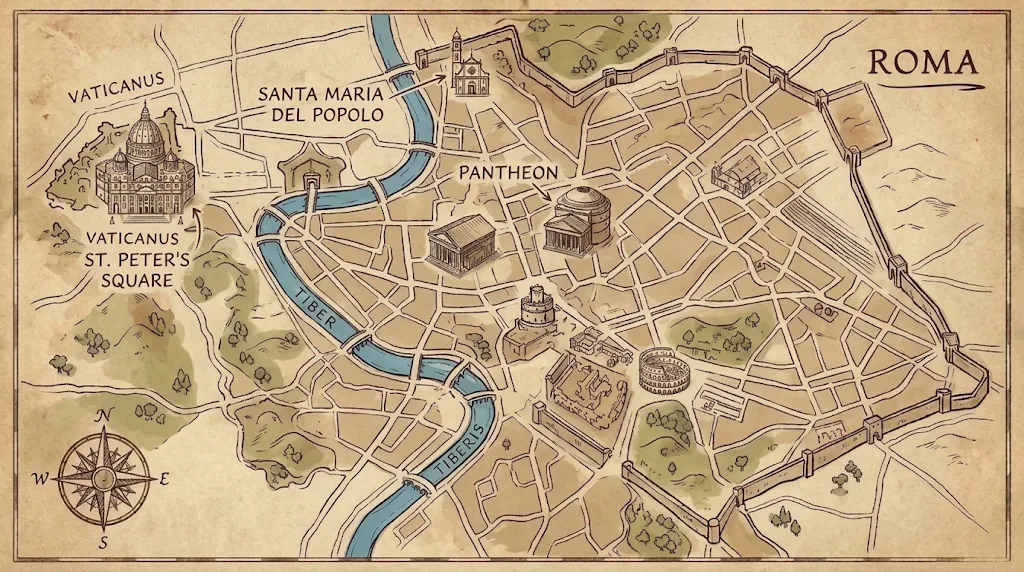 ROMA
VATICANUS
SANTA MARIA
DEL POPOLO
PANTHEON
VATICANUS
ST. PETER'S
SQUARE
TIBER
TIBERIS
N
W
E
S